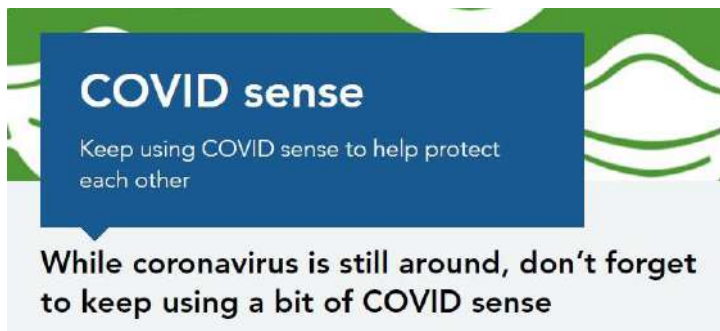 COVID sense
Keep using COVID sense to help protect
each other
While coronavirus is still around, don't forget
to keep using a bit of COVID sense